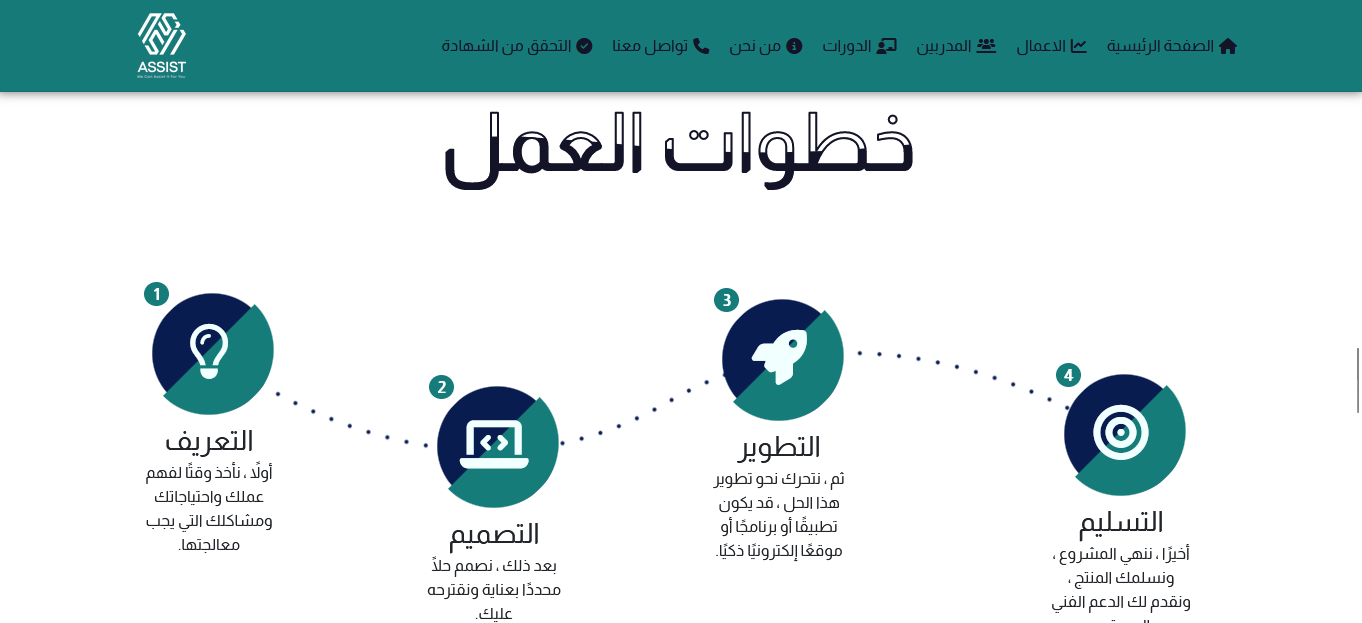 ASSIST
We Can Assist It For You
الصفحة الرئيسية
الاعمال
المدربين
الدورات
من نحن
تواصل معنا
التحقق من الشهادة
خطوات العمل
1
التعريف
أولاً ، نأخذ وقتًا لفهم
عملك واحتياجاتك
ومشاكلك التي يجب
معالجتها.
2
التصميم
بعد ذلك ، نصمم حلاً
محددًا بعناية ونقترحه
عليك.
3
التطوير
ثم ، نتحرك نحو تطوير
هذا الحل ، قد يكون
تطبيقًا أو برنامجًا أو
موقعًا إلكترونيًا ذكيًا.
4
التسليم
أخيرًا ، ننهي المشروع ،
ونسلمك المنتج ،
ونقدم لك الدعم الفني